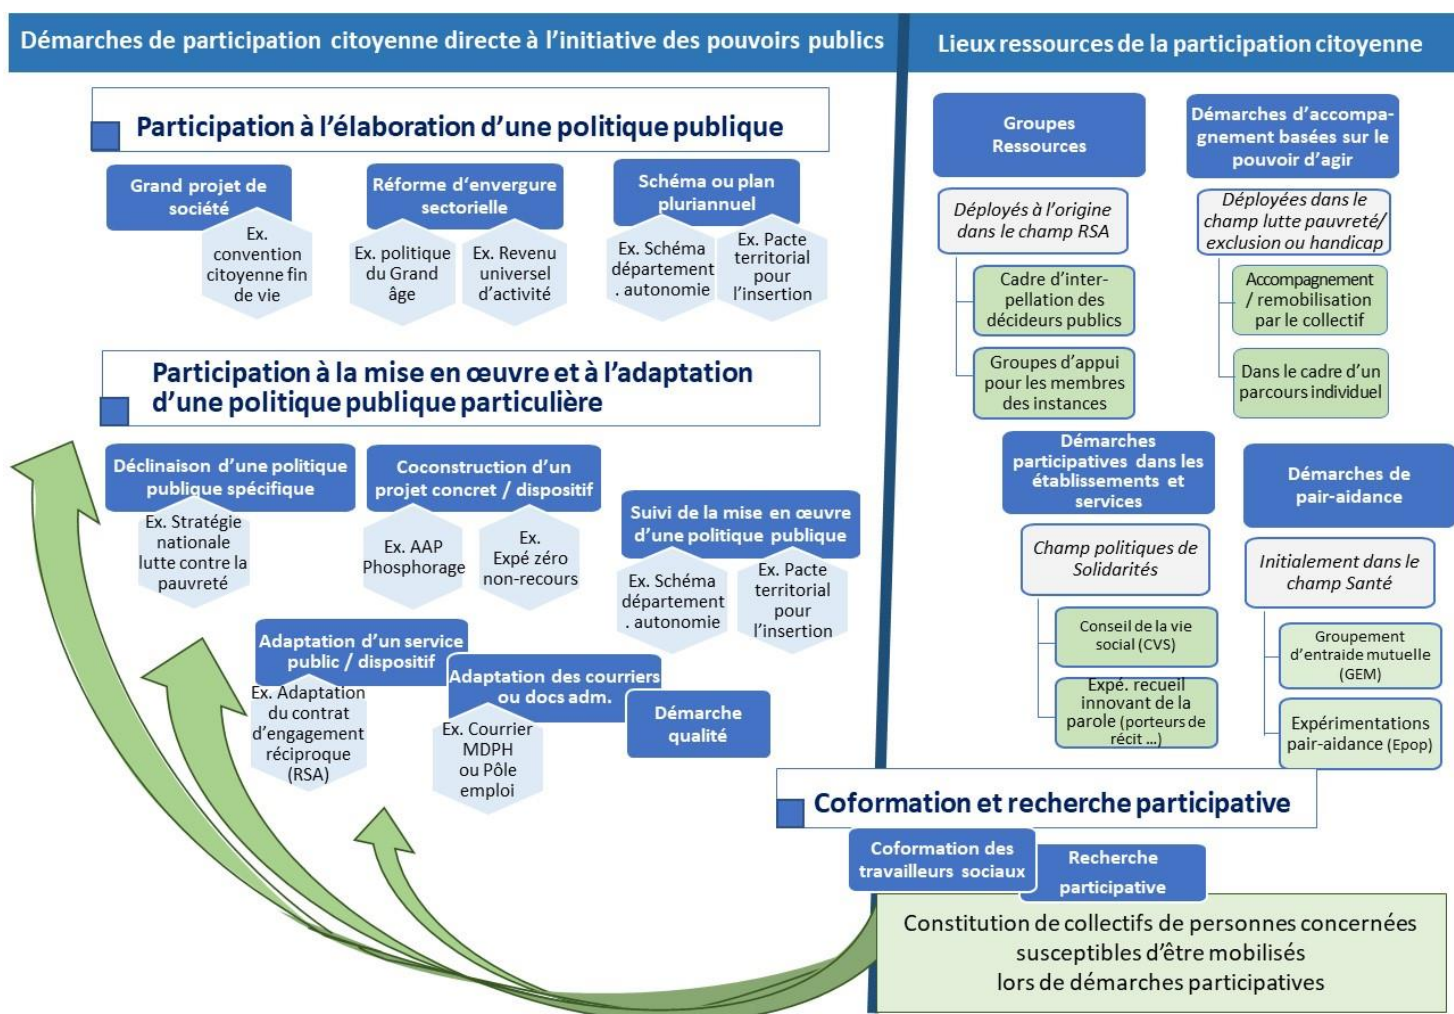 Démarches de participation citoyenne directe à l'initiative des pouvoirs publics
Participation à l'élaboration d'une politique publique
Grand projet de
société
Ex.
convention
citoyenne fin
de vie
Réforme d'envergure
sectorielle
Ex. politique
du Grand
âge
Ex. Revenu
universel
d'activité
Schéma ou plan
pluriannuel
Ex. Schéma
département
. autonomie
Ex. Pacte
territorial
pour
l'insertion
Participation à la mise en œuvre et à l'adaptation
d'une politique publique particulière
Déclinaison d'une politique
publique spécifique
Ex. Stratégie
nationale
lutte contre la
pauvreté
Coconstruction d'un
projet concret / dispositif
Ex. AAP
Phosphorage
Ex.
Expé zéro
non-recours
Suivi de la mise en œuvre
d'une politique publique
Ex. Schéma
département
. autonomie
Ex. Pacte
territorial
pour
l'insertion
Adaptation d'un service
public / dispositif
Ex. Adaptation
du contrat
d'engagement
réciproque
(RSA)
Adaptation des courriers
ou docs adm.
Ex. Courrier
MDPH
ou Pôle
emploi
Démarche
qualité
Lieux ressources de la participation citoyenne
Groupes
Ressources
Déployés à l'origine
dans le champ RSA
Cadre d'inter-
pellation des
décideurs publics
Groupes d'appui
pour les membres
des instances
Démarches d'accompa-
gnement basées sur le
pouvoir d'agir
Déployées dans le
champ lutte pauvreté/
exclusion ou handicap
Accompagnement
/ remobilisation
par le collectif
Dans le cadre d'un
parcours individuel
Démarches
participatives dans les
établissements et
services
Champ politiques de
Solidarités
Conseil de la vie
social (CVS)
Expé. recueil
innovant de la
parole (porteurs de
récit ...)
Démarches de
pair-aidance
Initialement dans le
champ Santé
Groupement
d'entraide mutuelle
(GEM)
Expérimentations
pair-aidance (Epop)
Coformation et recherche participative
Coformation des
travailleurs sociaux
Recherche
participative
Constitution de collectifs de personnes concernées
susceptibles d'être mobilisés
lors de démarches participatives